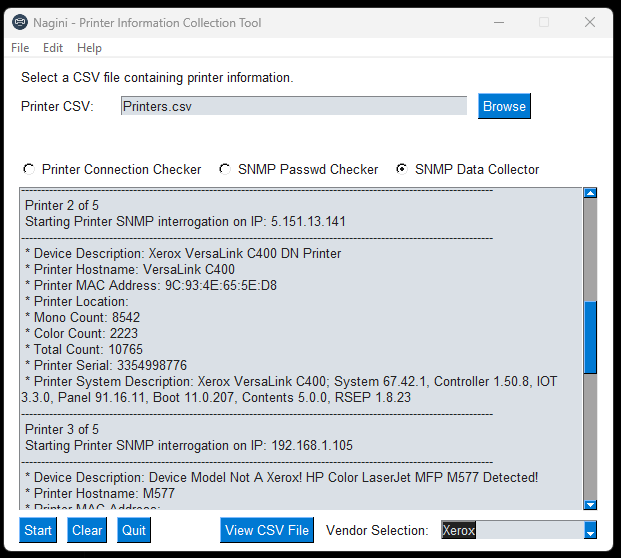 Nagini - Printer Information Collection Tool
File Edit Help
Select a CSV file containing printer information.
Printer CSV: Printers.csv Browse
Printer Connection Checker SNMP Passwd Checker SNMP Data Collector
Printer 2 of 5
Starting Printer SNMP interrogation on IP: 5.151.13.141
* Device Description: Xerox VersaLink C400 DN Printer
* Printer Hostname: VersaLink C400
* Printer MAC Address: 9C:93:4E:65:5E:D8
* Printer Location:
* Mono Count: 8542
* Color Count: 2223
* Total Count: 10765
* Printer Serial: 3354998776
* Printer System Description: Xerox VersaLink C400; System 67.42.1, Controller 1.50.8, IOT
3.3.0, Panel 91.16.11, Boot 11.0.207, Contents 5.0.0, RSEP 1.8.23
Printer 3 of 5
Starting Printer SNMP interrogation on IP: 192.168.1.105
* Device Description: Device Model Not A Xerox! HP Color LaserJet MFP M577 Detected!
* Printer Hostname: M577
* Printer MAC Address:
Start Clear Quit View CSV File Vendor Selection: Xerox